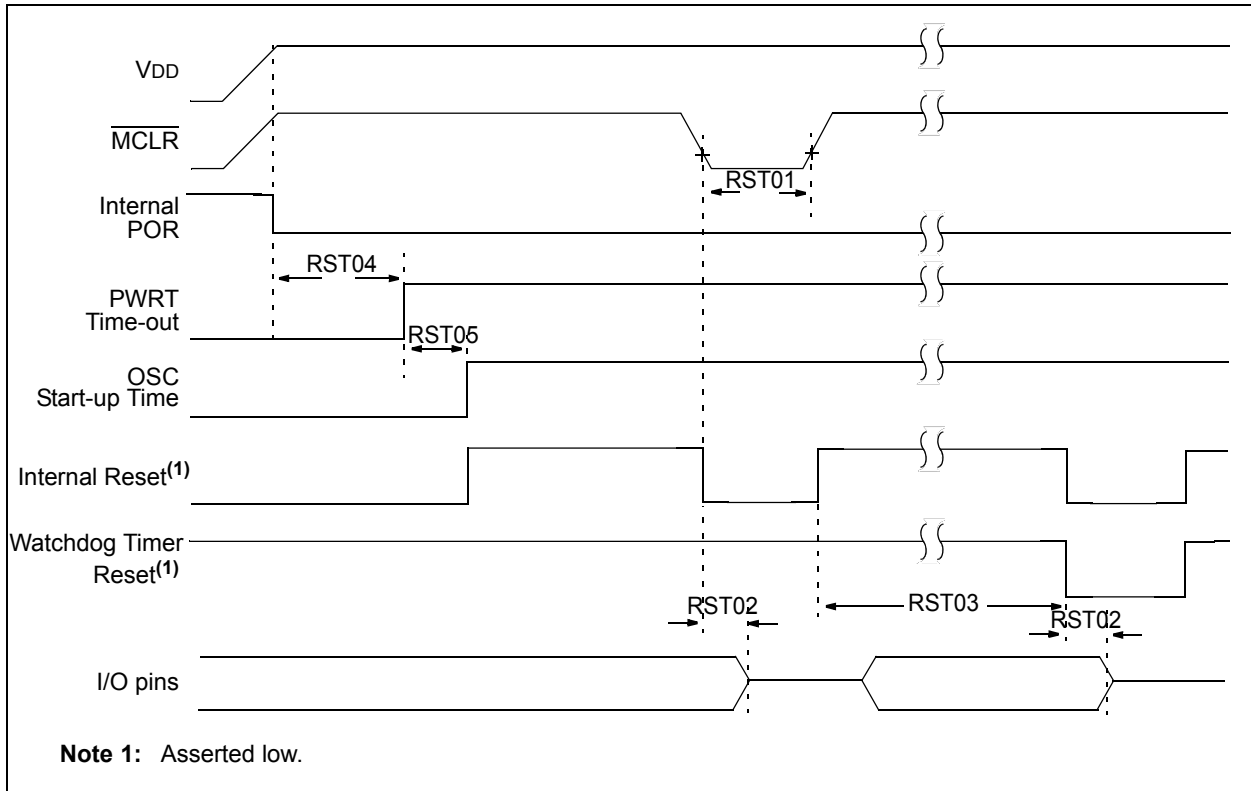 VDD
MCLR
RST01
Internal
POR
RST04
PWRT
Time-out
RST05
OSC
Start-up Time
Internal Reset(1)
Watchdog Timer
Reset(1)
RST02
RST03
RST02
I/O pins
Note 1: Asserted low.